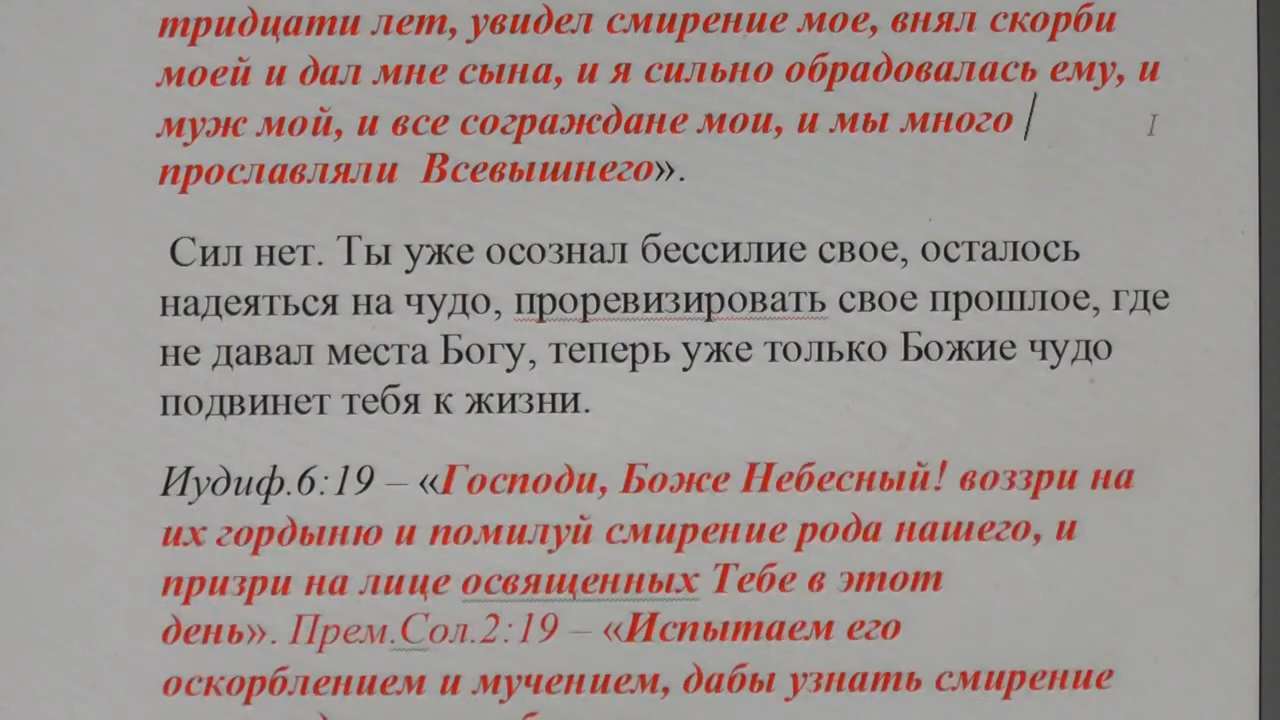 тридцати лет, увидел смирение мое, внял скорби
моей и дал мне сына, и я сильно обрадовалась ему, и
муж мой, и все сограждане мои, и мы много
прославляли Всевышнего».
Сил нет. Ты уже осознал бессилие свое, осталось
надеяться на чудо, проревизировать свое прошлое, где
не давал места Богу, теперь уже только Божие чудо
подвинет тебя к жизни.
Иудиф.6:19 – «Господи, Боже Небесный! воззри на
их гордыню и помилуй смирение рода нашего, и
призри на лице освященных Тебе в этот
день». Прем.Сол.2:19 – «Испытаем его
оскорблением и мучением, дабы узнать смирение